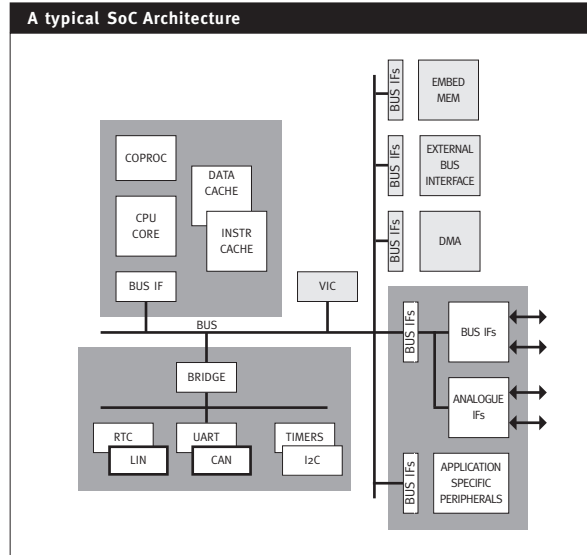 A typical SoC Architecture
BUS IFs
EMBED
MEM
COPROC
DATA
CACHE
BUS IFs
EXTERNAL
BUS
INTERFACE
CPU
CORE
INSTR
CACHE
BUS IFs
DMA
BUS IF
VIC
BUS
BUS IFs
BUS IFs
BRIDGE
ANALOGUE
IFs
RTC
LIN
UART
CAN
TIMERS
I2C
BUS IFs
APPLICATION
SPECIFIC
PERIPHERALS